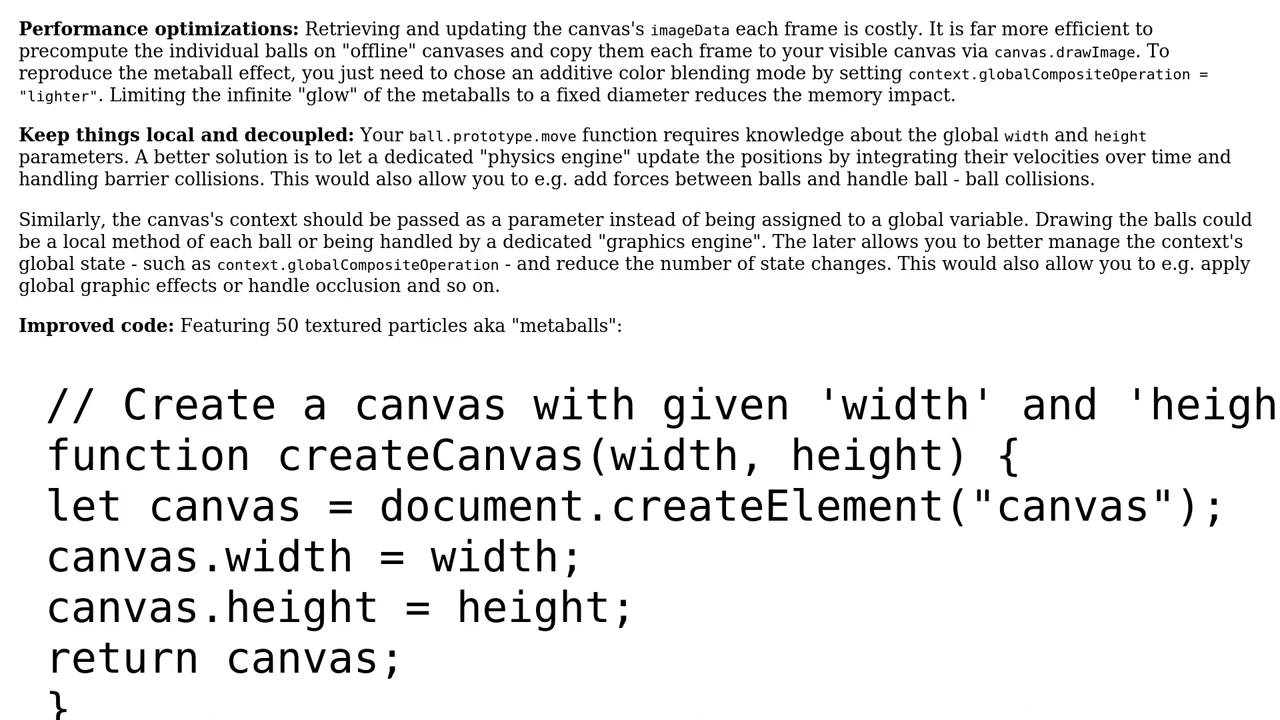 Performance optimizations: Retrieving and updating the canvas's imageData each frame is costly. It is far more efficient to
precompute the individual balls on "offline" canvases and copy them each frame to your visible canvas via canvas.drawImage. To
reproduce the metaball effect, you just need to chose an additive color blending mode by setting context.globalCompositeOperation =
"lighter". Limiting the infinite "glow" of the metaballs to a fixed diameter reduces the memory impact.
Keep things local and decoupled: Your ball.prototype.move function requires knowledge about the global width and height
parameters. A better solution is to let a dedicated "physics engine" update the positions by integrating their velocities over time and
handling barrier collisions. This would also allow you to e.g. add forces between balls and handle ball - ball collisions.
Similarly, the canvas's context should be passed as a parameter instead of being assigned to a global variable. Drawing the balls could
be a local method of each ball or being handled by a dedicated "graphics engine". The later allows you to better manage the context's
global state - such as context.globalCompositeOperation - and reduce the number of state changes. This would also allow you to e.g. apply
global graphic effects or handle occlusion and so on.
Improved code: Featuring 50 textured particles aka "metaballs":
// Create a canvas with given 'width' and 'heigh
function createCanvas(width, height) {
let canvas = document.createElement("canvas");
canvas.width = width;
canvas.height = height;
return canvas;
}